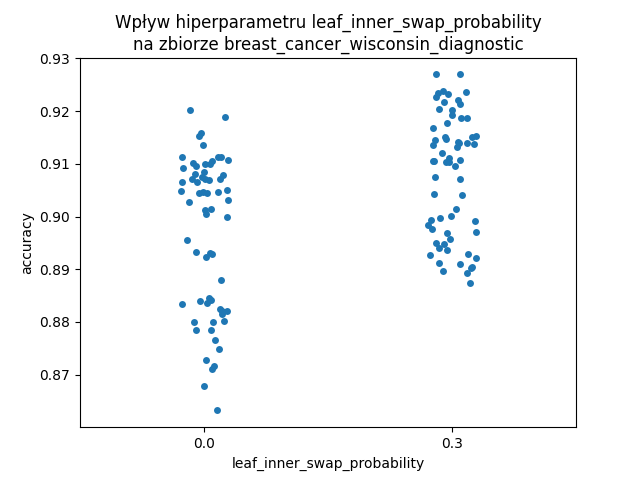 Wpływ hiperparametru leaf_inner_swap_probability
na zbiorze breast_cancer_wisconsin_diagnostic
0.93
0.92
0.91
0.90
0.89
0.88
0.87
accuracy
0.0
0.3
leaf_inner_swap_probability